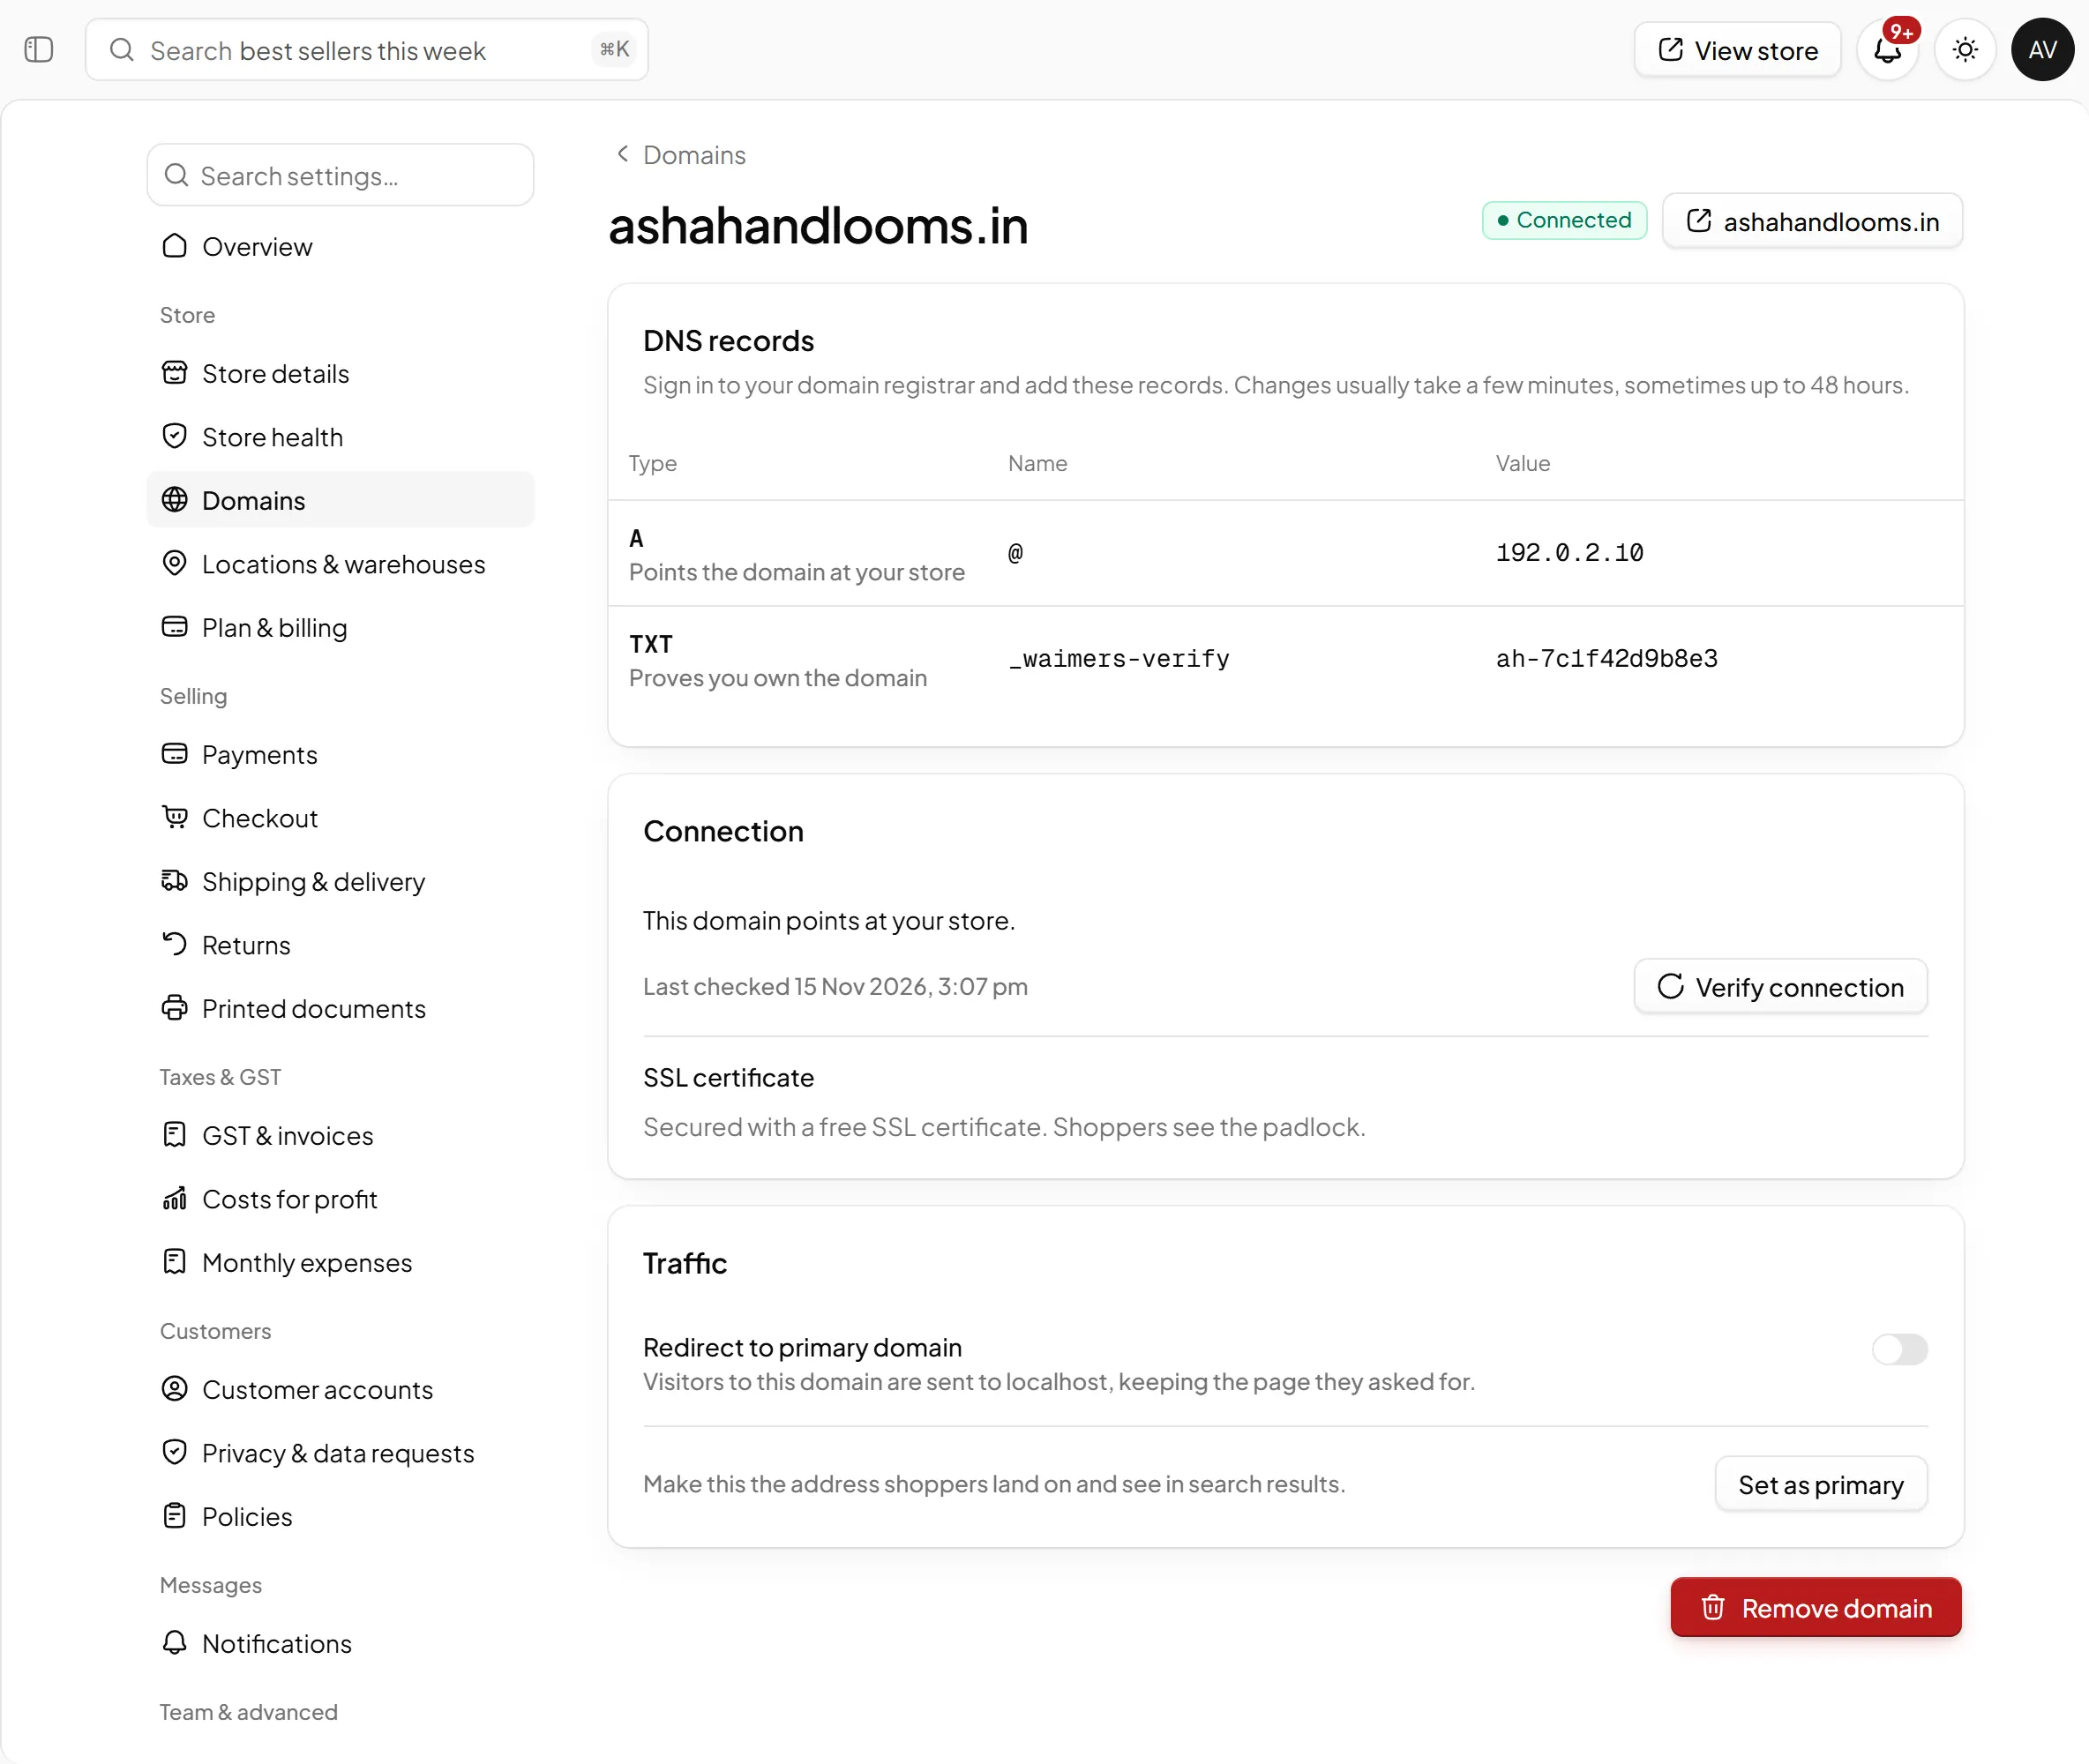 Search best sellers this week
⌘K
View store
9+
AV
Search settings...
Overview
Store
Store details
Store health
Domains
Locations & warehouses
Plan & billing
Selling
Payments
Checkout
Shipping & delivery
Returns
Printed documents
Taxes & GST
GST & invoices
Costs for profit
Monthly expenses
Customers
Customer accounts
Privacy & data requests
Policies
Messages
Notifications
Team & advanced
Domains
ashahandlooms.in
Connected
ashahandlooms.in
DNS records
Sign in to your domain registrar and add these records. Changes usually take a few minutes, sometimes up to 48 hours.
Type Name Value
A
Points the domain at your store
@
192.0.2.10
TXT
Proves you own the domain
_waimers-verify
ah-7c1f42d9b8e3
Connection
This domain points at your store.
Last checked 15 Nov 2026, 3:07 pm
Verify connection
SSL certificate
Secured with a free SSL certificate. Shoppers see the padlock.
Traffic
Redirect to primary domain
Visitors to this domain are sent to localhost, keeping the page they asked for.
Make this the address shoppers land on and see in search results.
Set as primary
Remove domain